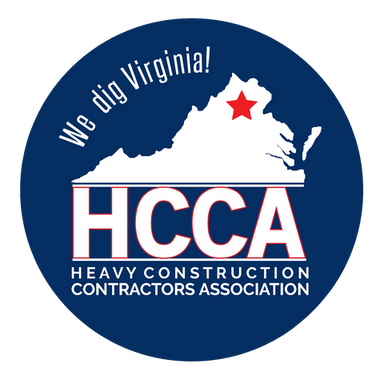 We dig Virginia!
HCCA
HEAVY CONSTRUCTION
CONTRACTORS ASSOCIATION